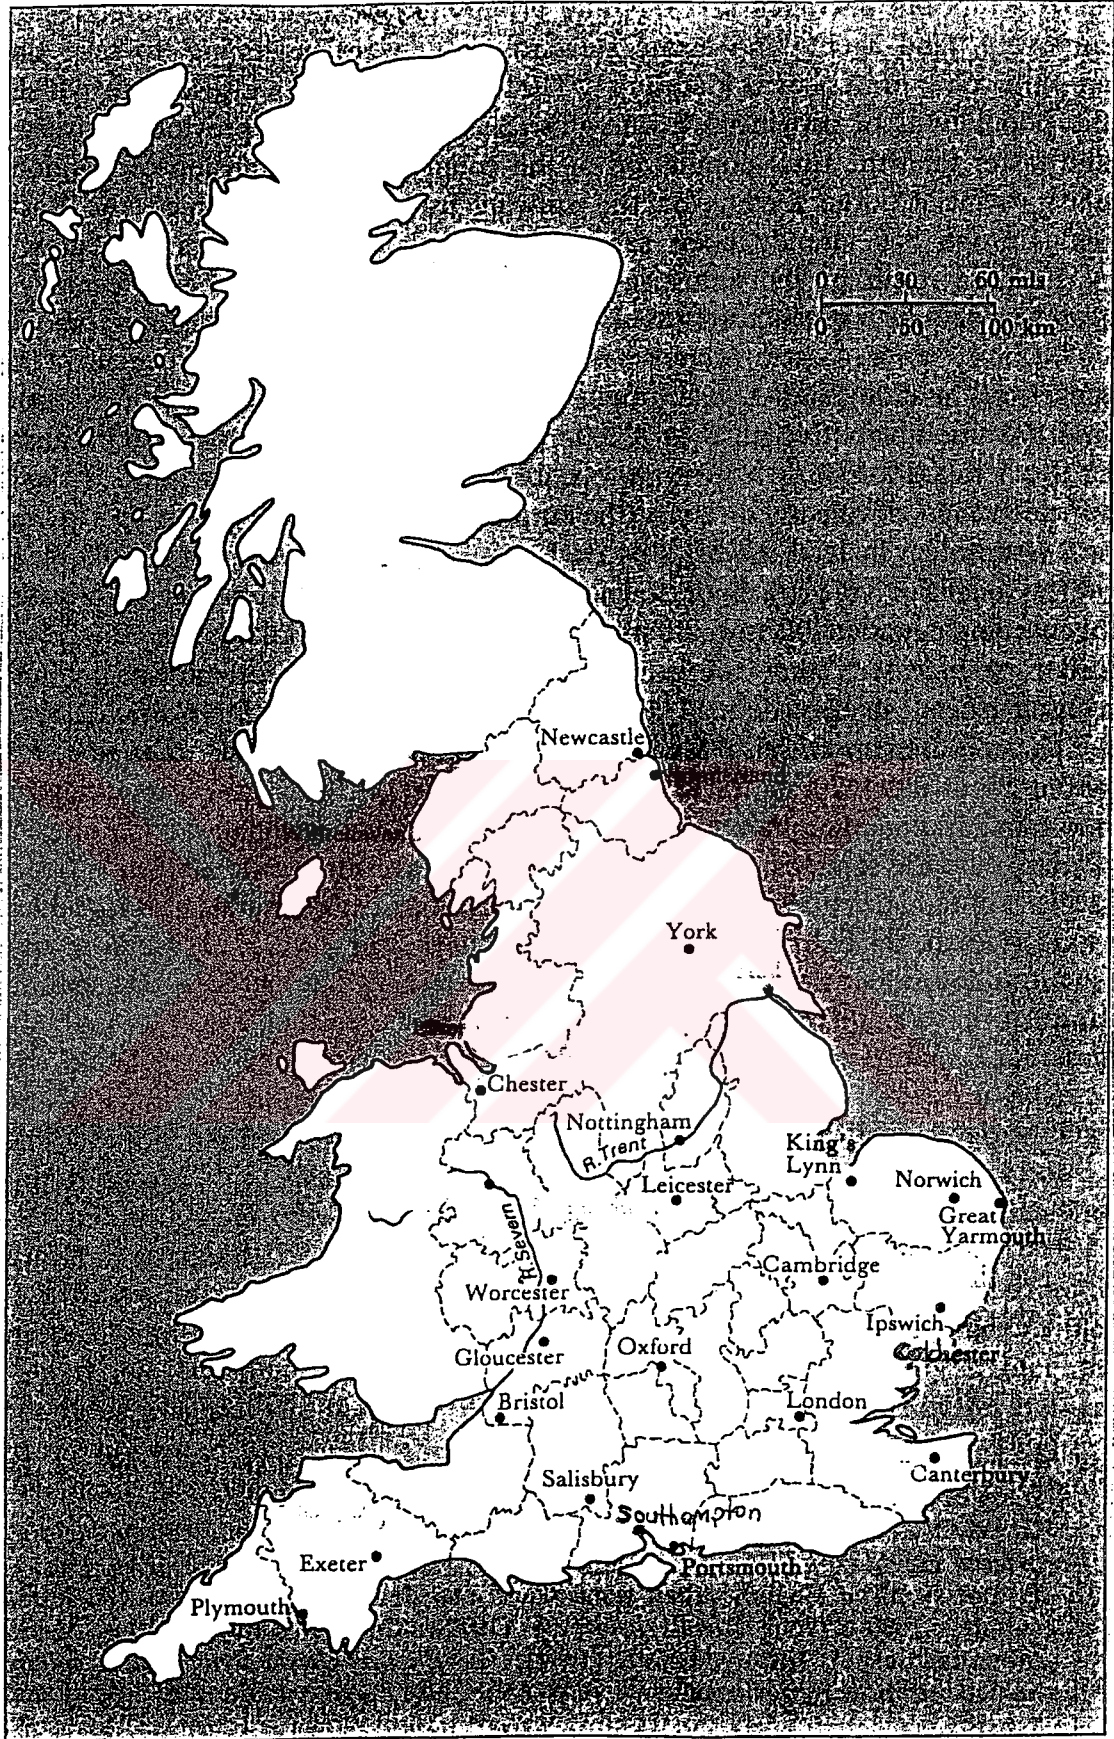 0 30 60 mls
0 50 100 km
Newcastle
York
Chester
Nottingham
R.Trent
King's
Lynn
Norwich
Leicester
Great
Yarmouth
R.Severn
Cambridge
Worcester
Ipswich
Gloucester
Oxford
Colchester
Bristol
London
Canterbury
Salisbury
Southampton
Exeter
Portsmouth
Plymouth